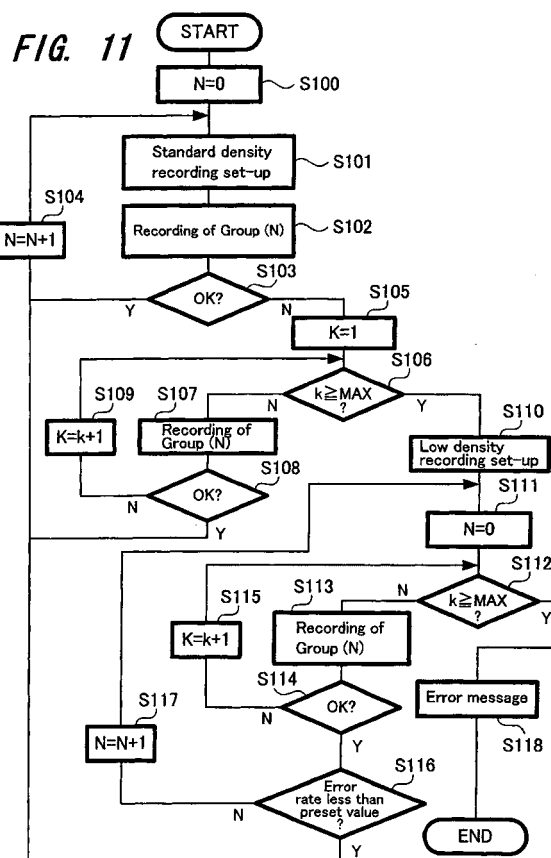 FIG. 11
START
N=0
S100
Standard density
recording set-up
S101
S104
N=N+1
Recording of Group (N)
S102
S103
OK?
Y
N
S105
K=1
S106
k≧MAX
?
N
Y
S109
K=k+1
S107
Recording of
Group (N)
S108
OK?
N
Y
S110
Low density
recording set-up
S111
N=0
S112
k≧MAX
?
N
Y
S115
K=k+1
S113
Recording of
Group (N)
S114
OK?
N
Y
S117
N=N+1
S116
Error
rate less than
preset value
?
N
Y
Error message
S118
END